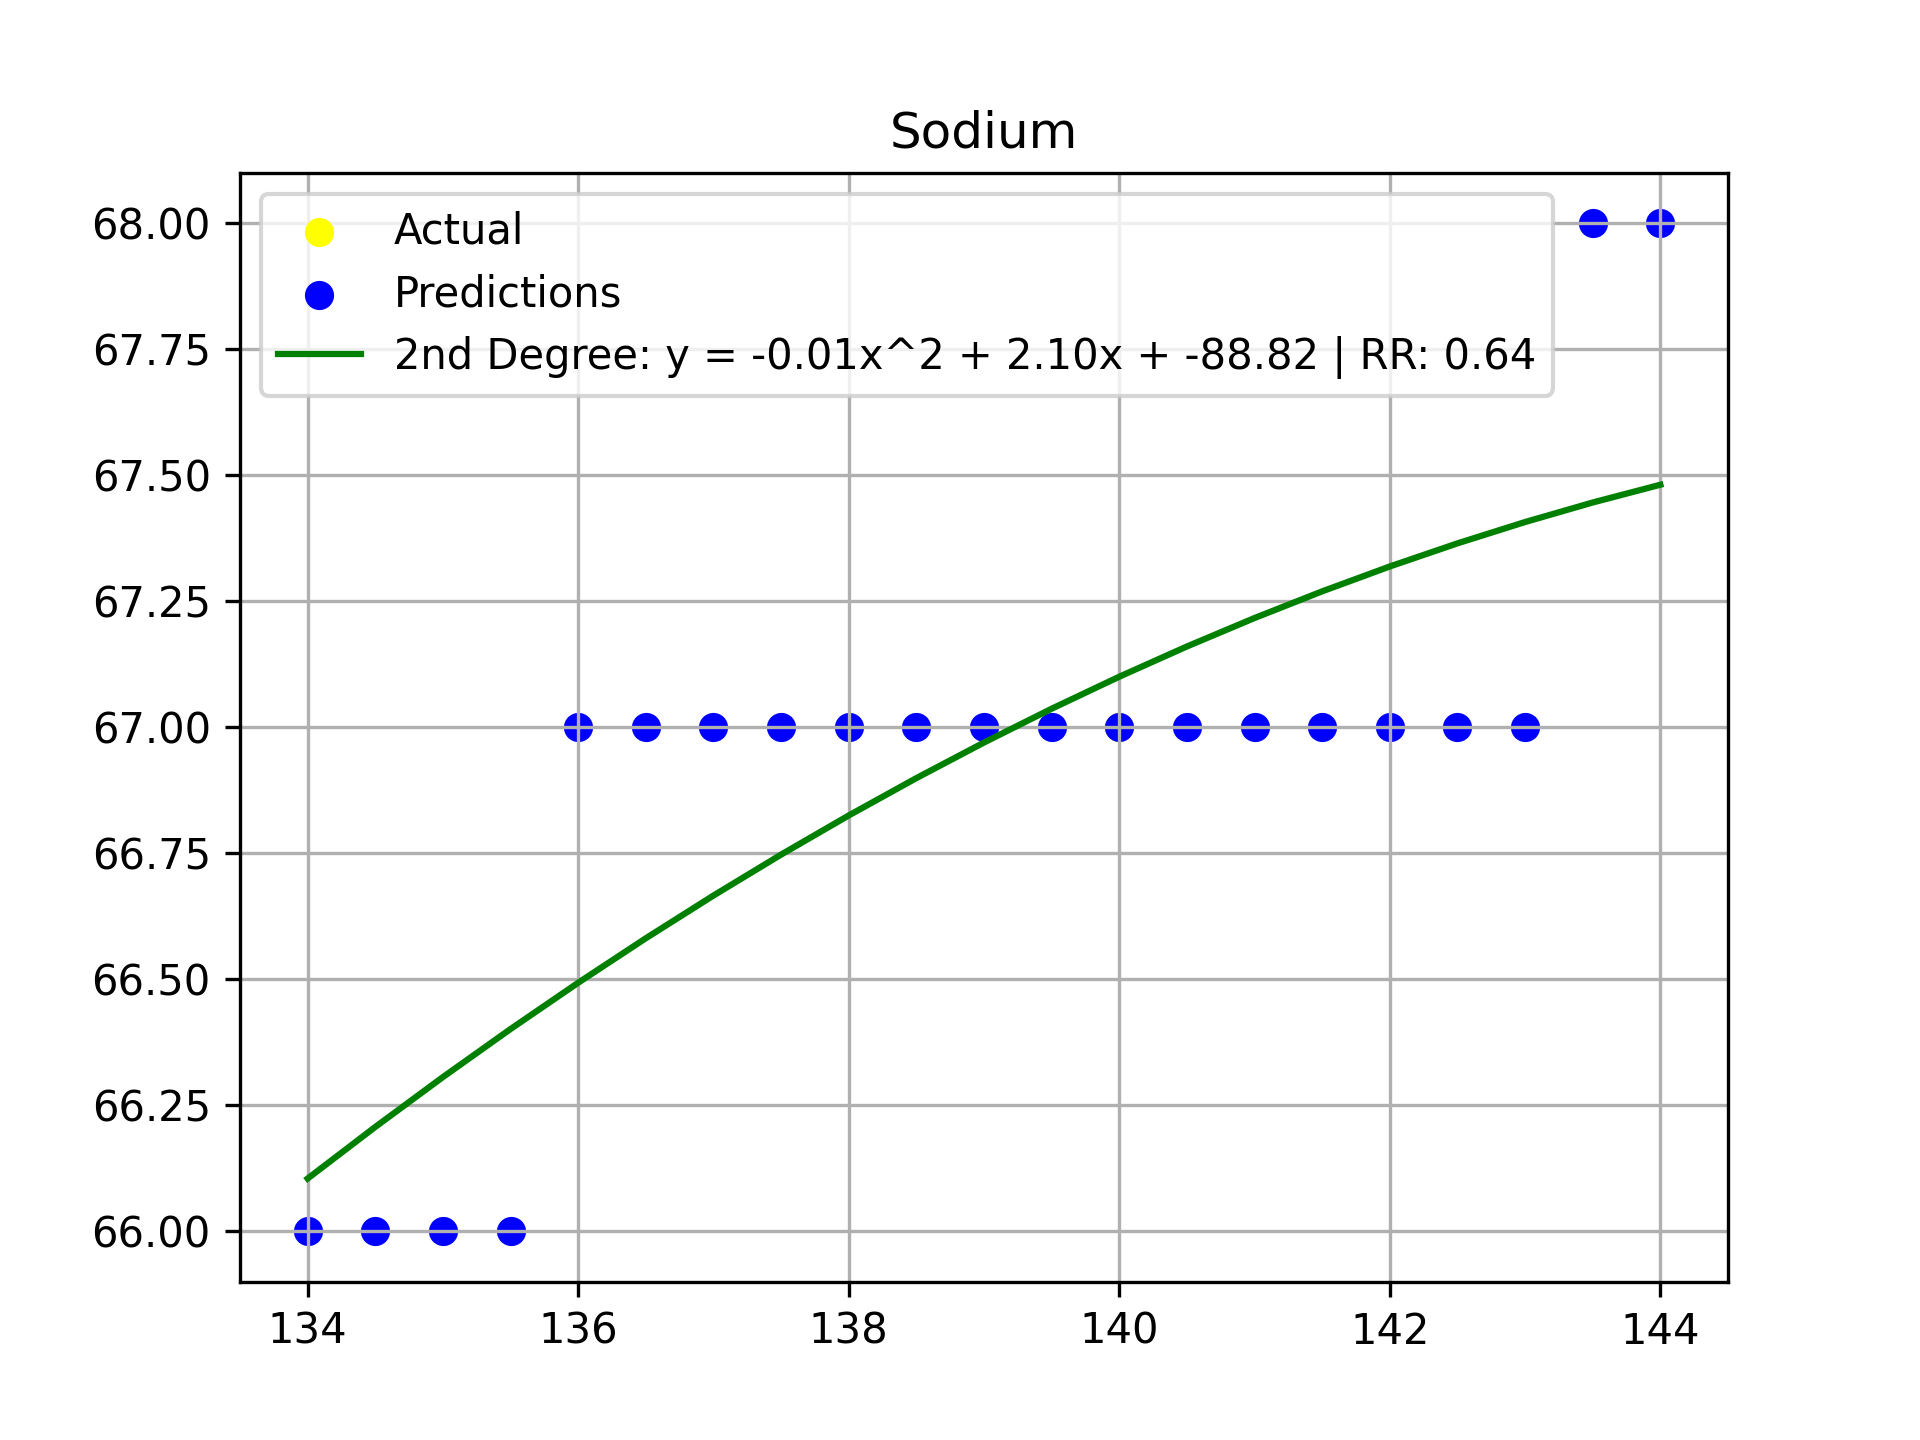 Sodium
68.00
67.75
67.50
67.25
67.00
66.75
66.50
66.25
66.00
Actual
Predictions
2nd Degree: y = -0.01x^2 + 2.10x + -88.82 | RR: 0.64
134 136 138 140 142 144